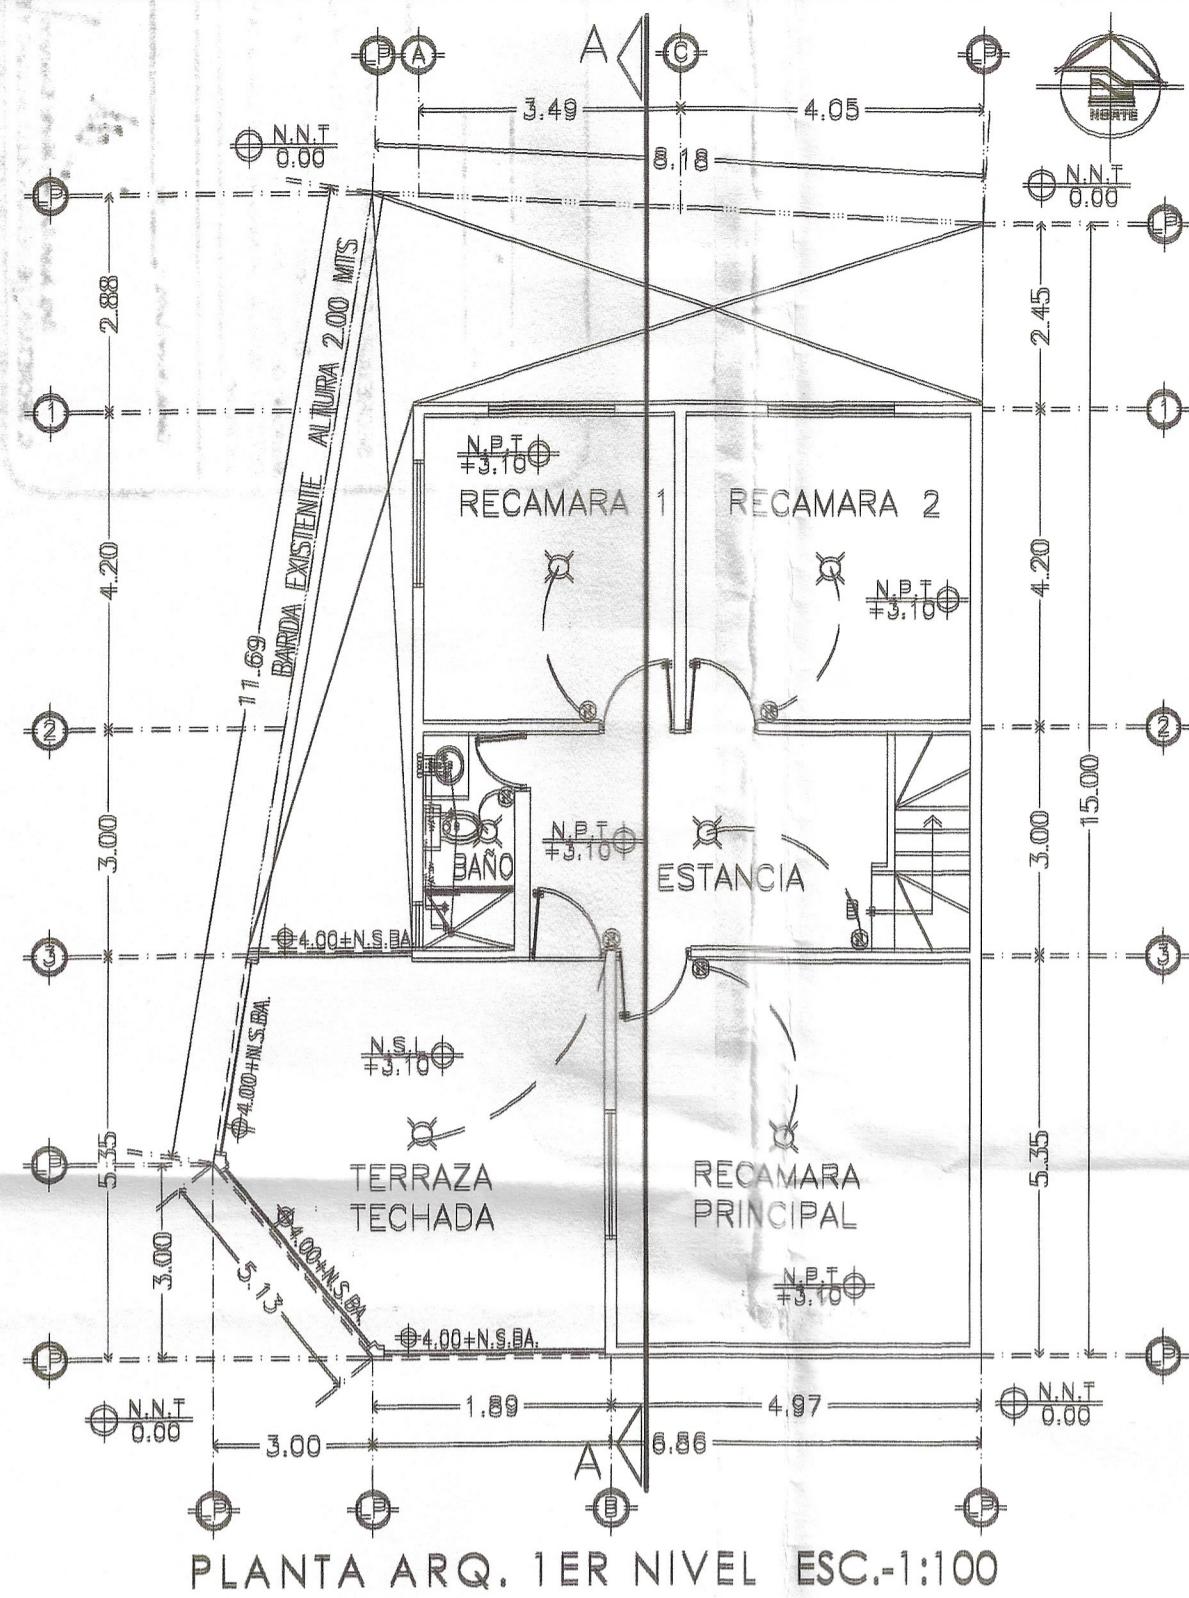 LP A A C LP
NORTE
3.49 4.05
8.18
N.N.T
0.00
N.N.T
0.00
LP
LP
2.88
2.45
BARDA EXISTENTE ALTURA 2.00 MTS
11.69
1
1
N.P.T
+3.10
RECAMARA 1
RECAMARA 2
4.20
4.20
N.P.T
+3.10
2
2
15.00
3.00
3.00
N.P.T
+3.10
BAÑO
ESTANCIA
B
4.00+N.S.BA
3
3
4.00+N.S.BA.
N.S.L
+3.10
5.35
5.35
LP
TERRAZA
TECHADA
RECAMARA
PRINCIPAL
4.00+N.S.BA.
3.00
5.13
N.P.T
+3.10
4.00+N.S.BA.
LP
LP
N.N.T
0.00
N.N.T
0.00
1.89 4.97
3.00 6.86
A
LP LP B LP
PLANTA ARQ. 1ER NIVEL ESC.-1:100